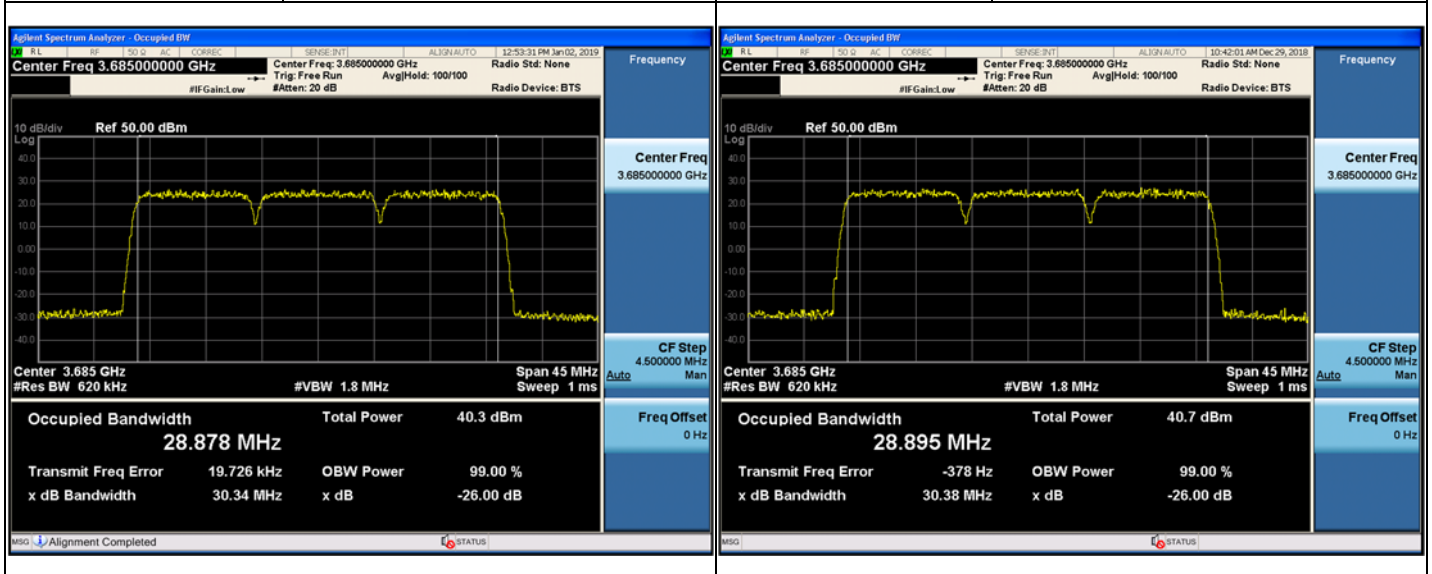 Agilent Spectrum Analyzer - Occupied BW
LXI RL RF 50 Ω AC CORREC SENSE:INT ALIGN AUTO 12:53:31 PM Jan 02, 2019
Center Freq 3.685000000 GHz
Center Freq: 3.685000000 GHz Radio Std: None
Trig: Free Run Avg|Hold: 100/100
#IFGain:Low #Atten: 20 dB Radio Device: BTS
Frequency
10 dB/div Ref 50.00 dBm
Log
40.0
30.0
20.0
10.0
0.00
-10.0
-20.0
-30.0
-40.0
Center Freq
3.685000000 GHz
Center 3.685 GHz Span 45 MHz
#Res BW 620 kHz #VBW 1.8 MHz Sweep 1 ms
CF Step
4.500000 MHz
Auto Man
Occupied Bandwidth Total Power 40.3 dBm
28.878 MHz
Transmit Freq Error 19.726 kHz OBW Power 99.00 %
x dB Bandwidth 30.34 MHz x dB -26.00 dB
Freq Offset
0 Hz
MSG Alignment Completed STATUS
Agilent Spectrum Analyzer - Occupied BW
LXI RL RF 50 Ω AC CORREC SENSE:INT ALIGN AUTO 10:42:01 AM Dec 29, 2018
Center Freq 3.685000000 GHz
Center Freq: 3.685000000 GHz Radio Std: None
Trig: Free Run Avg|Hold: 100/100
#IFGain:Low #Atten: 20 dB Radio Device: BTS
Frequency
10 dB/div Ref 50.00 dBm
Log
40.0
30.0
20.0
10.0
0.00
-10.0
-20.0
-30.0
-40.0
Center Freq
3.685000000 GHz
Center 3.685 GHz Span 45 MHz
#Res BW 620 kHz #VBW 1.8 MHz Sweep 1 ms
CF Step
4.500000 MHz
Auto Man
Occupied Bandwidth Total Power 40.7 dBm
28.895 MHz
Transmit Freq Error -378 Hz OBW Power 99.00 %
x dB Bandwidth 30.38 MHz x dB -26.00 dB
Freq Offset
0 Hz
MSG STATUS